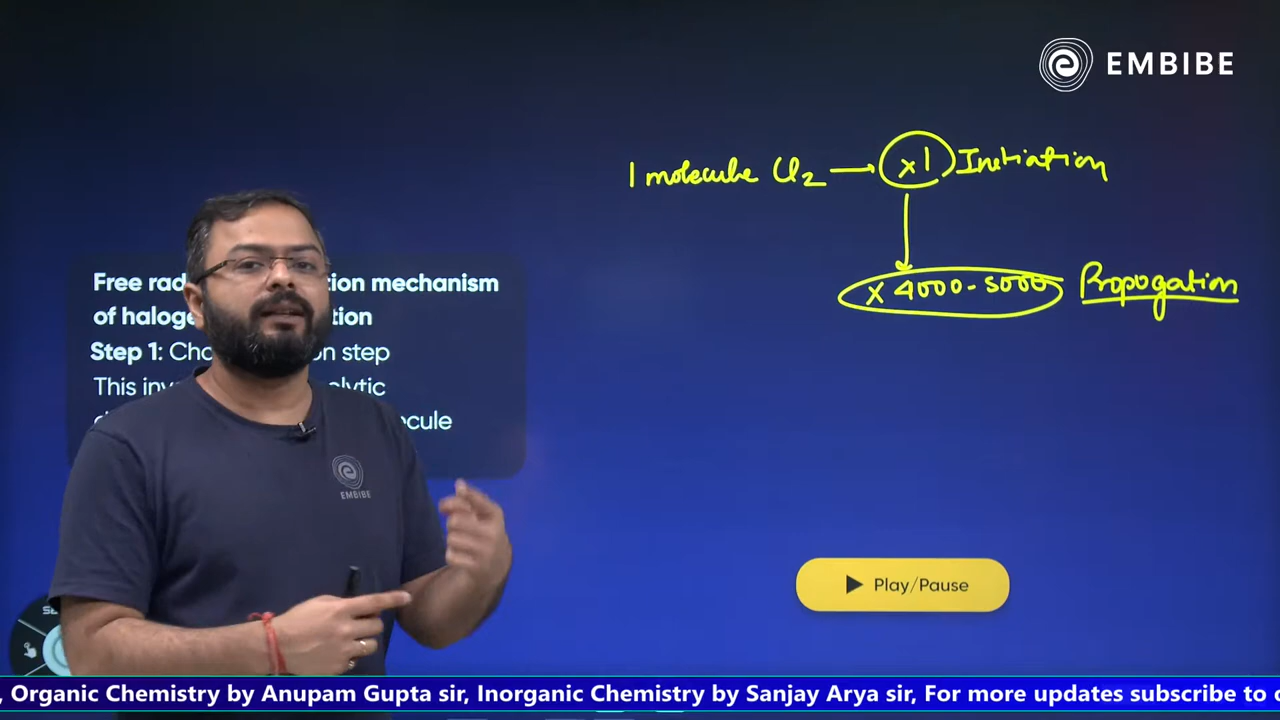 EMBIBE
1 molecule Cl2 → x1 Initiation
x 4000-5000 Propogation
Free rad tion mechanism
of haloge tion
Step 1: Cha on step
This inv olytic
ecule
EMBIBE
Play/Pause
, Organic Chemistry by Anupam Gupta sir, Inorganic Chemistry by Sanjay Arya sir, For more updates subscribe to